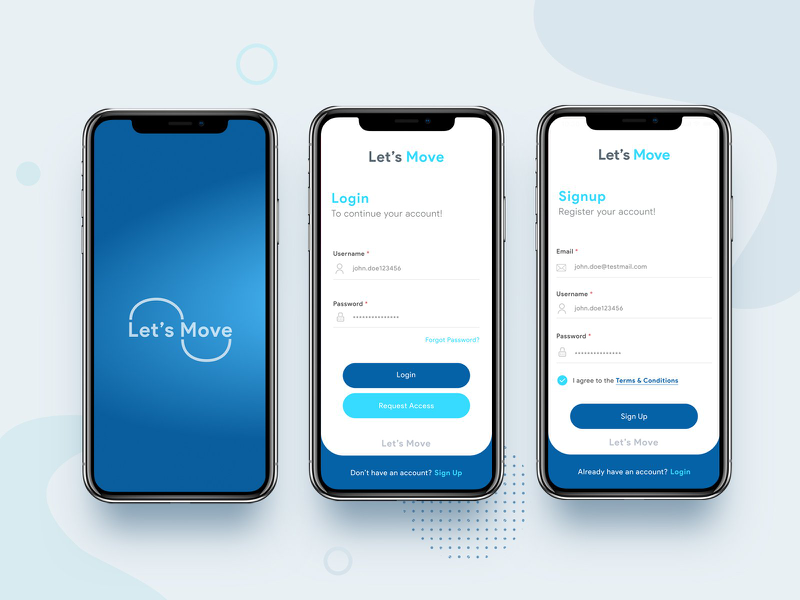 Let's Move
Let's Move
Login
To continue your account!
Username *
john.doe123456
Password *
***************
Forgot Password?
Login
Request Access
Let's Move
Don't have an account? Sign Up
Let's Move
Signup
Register your account!
Email *
john.doe@testmail.com
Username *
john.doe123456
Password *
***************
I agree to the Terms & Conditions
Sign Up
Let's Move
Already have an account? Login